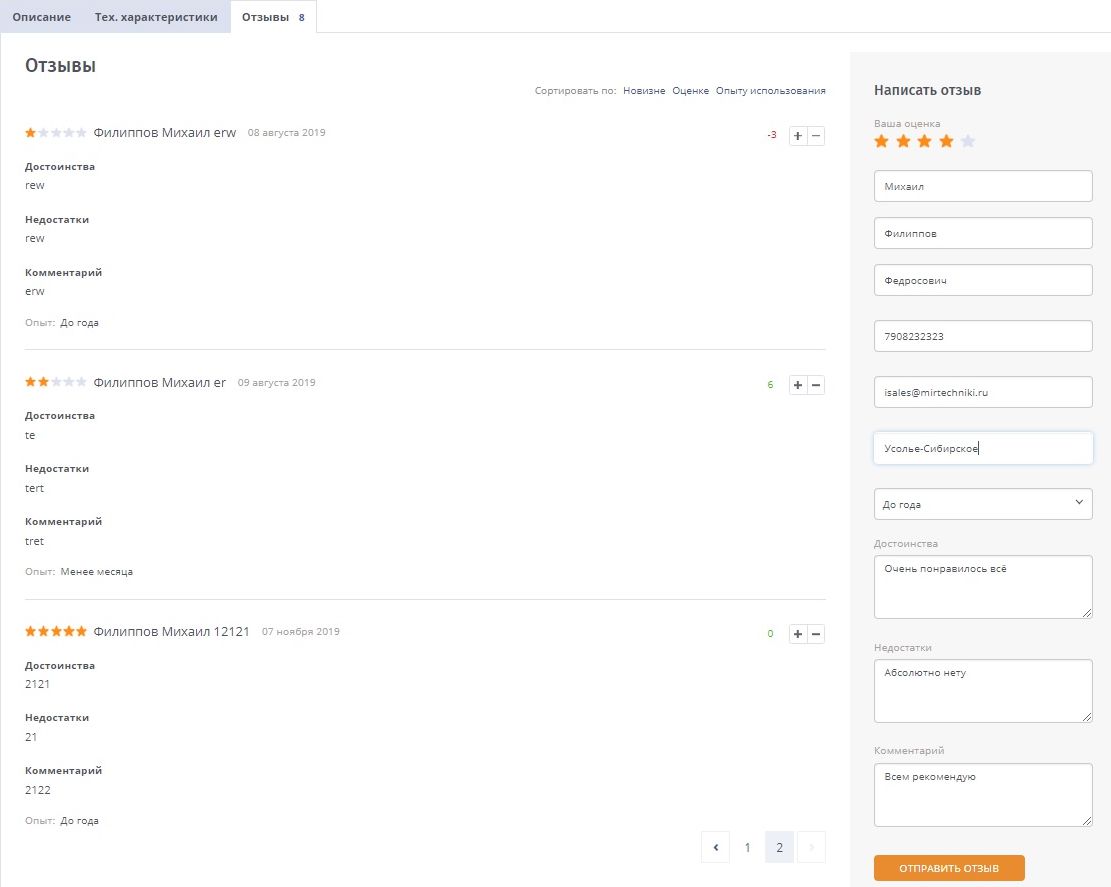 Описание Тех. характеристики Отзывы 8
Отзывы
Сортировать по: Новизне Оценке Опыту использования
Филиппов Михаил erw 08 августа 2019
-3 + −
Достоинства
rew
Недостатки
rew
Комментарий
erw
Опыт: До года
Филиппов Михаил er 09 августа 2019
6 + −
Достоинства
te
Недостатки
tert
Комментарий
tret
Опыт: Менее месяца
Филиппов Михаил 12121 07 ноября 2019
0 + −
Достоинства
2121
Недостатки
21
Комментарий
2122
Опыт: До года
‹ 1 2 ›
Написать отзыв
Ваша оценка
Михаил
Филиппов
Федросович
7908232323
isales@mirtechniki.ru
Усолье-Сибирское
До года
Достоинства
Очень понравилось всё
Недостатки
Абсолютно нету
Комментарий
Всем рекомендую
ОТПРАВИТЬ ОТЗЫВ